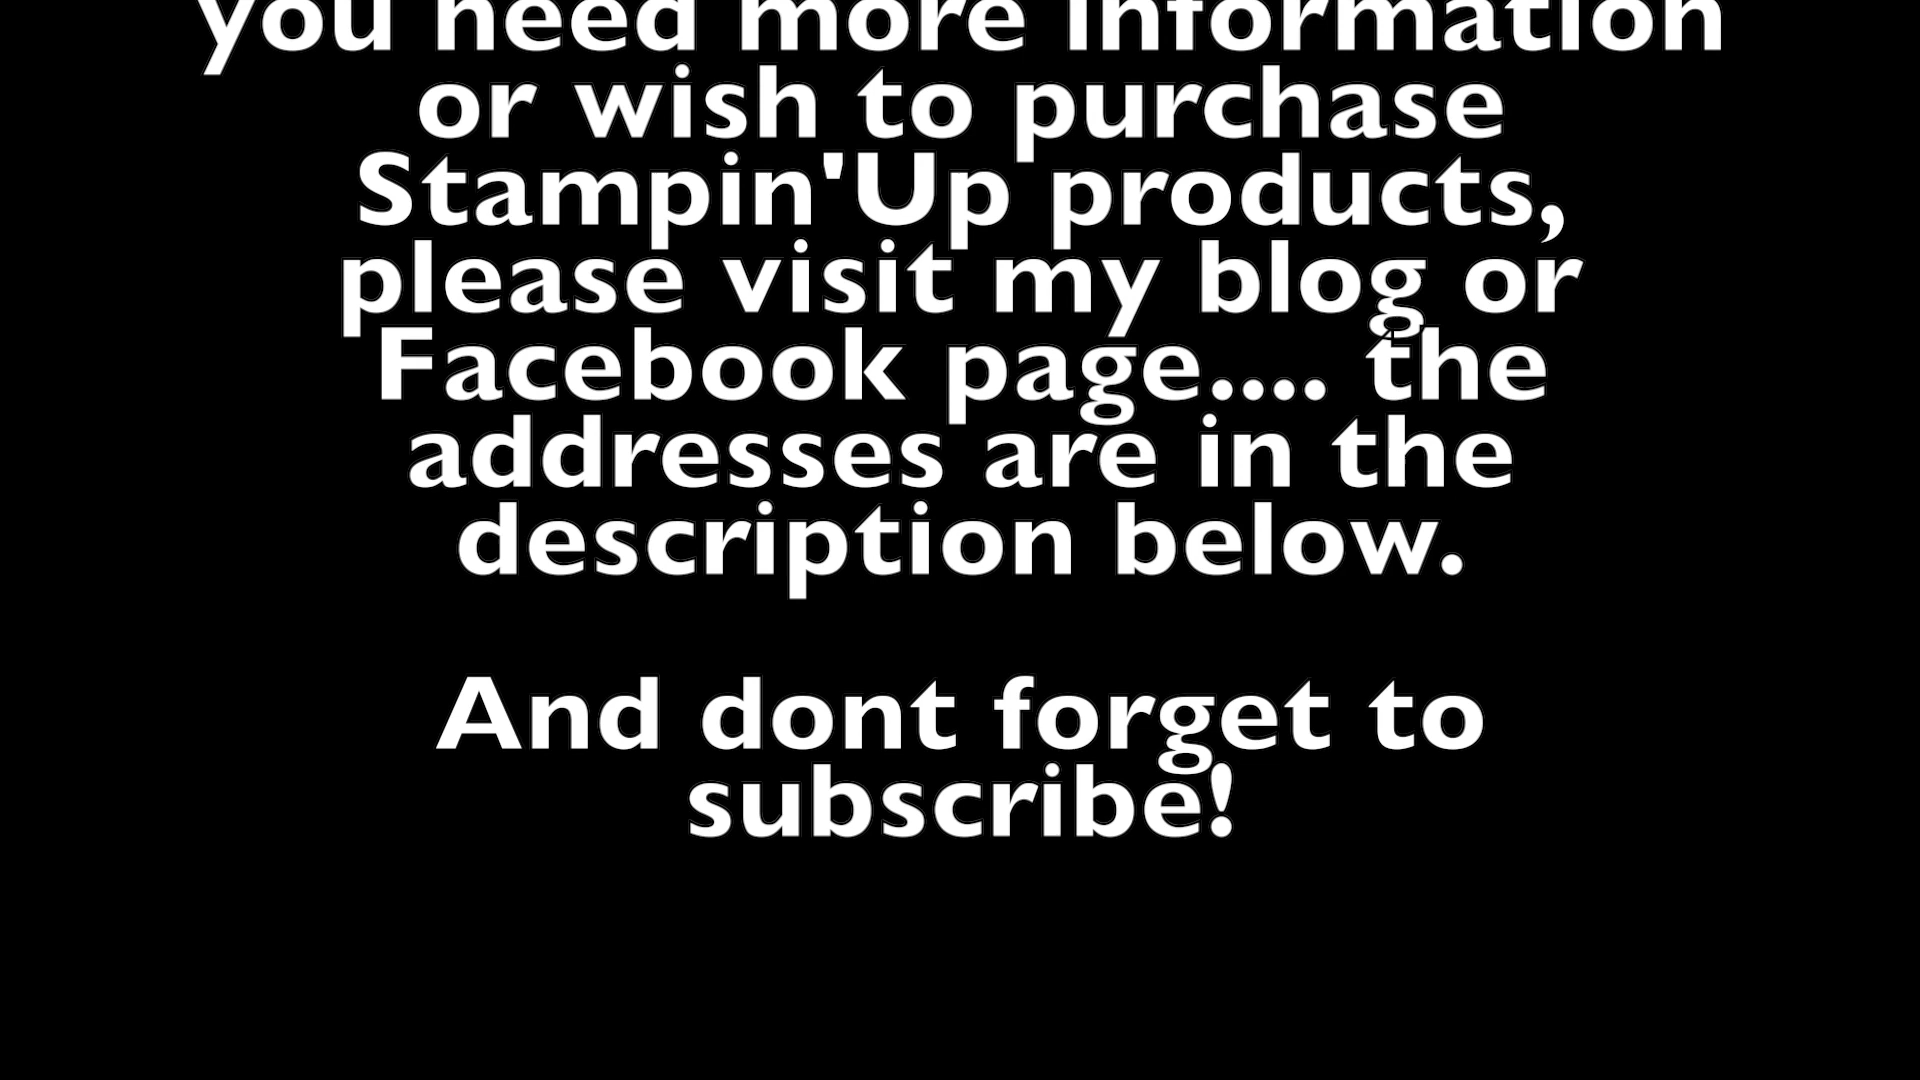 you need more information
or wish to purchase
Stampin'Up products,
please visit my blog or
Facebook page.... the
addresses are in the
description below.
And dont forget to
subscribe!